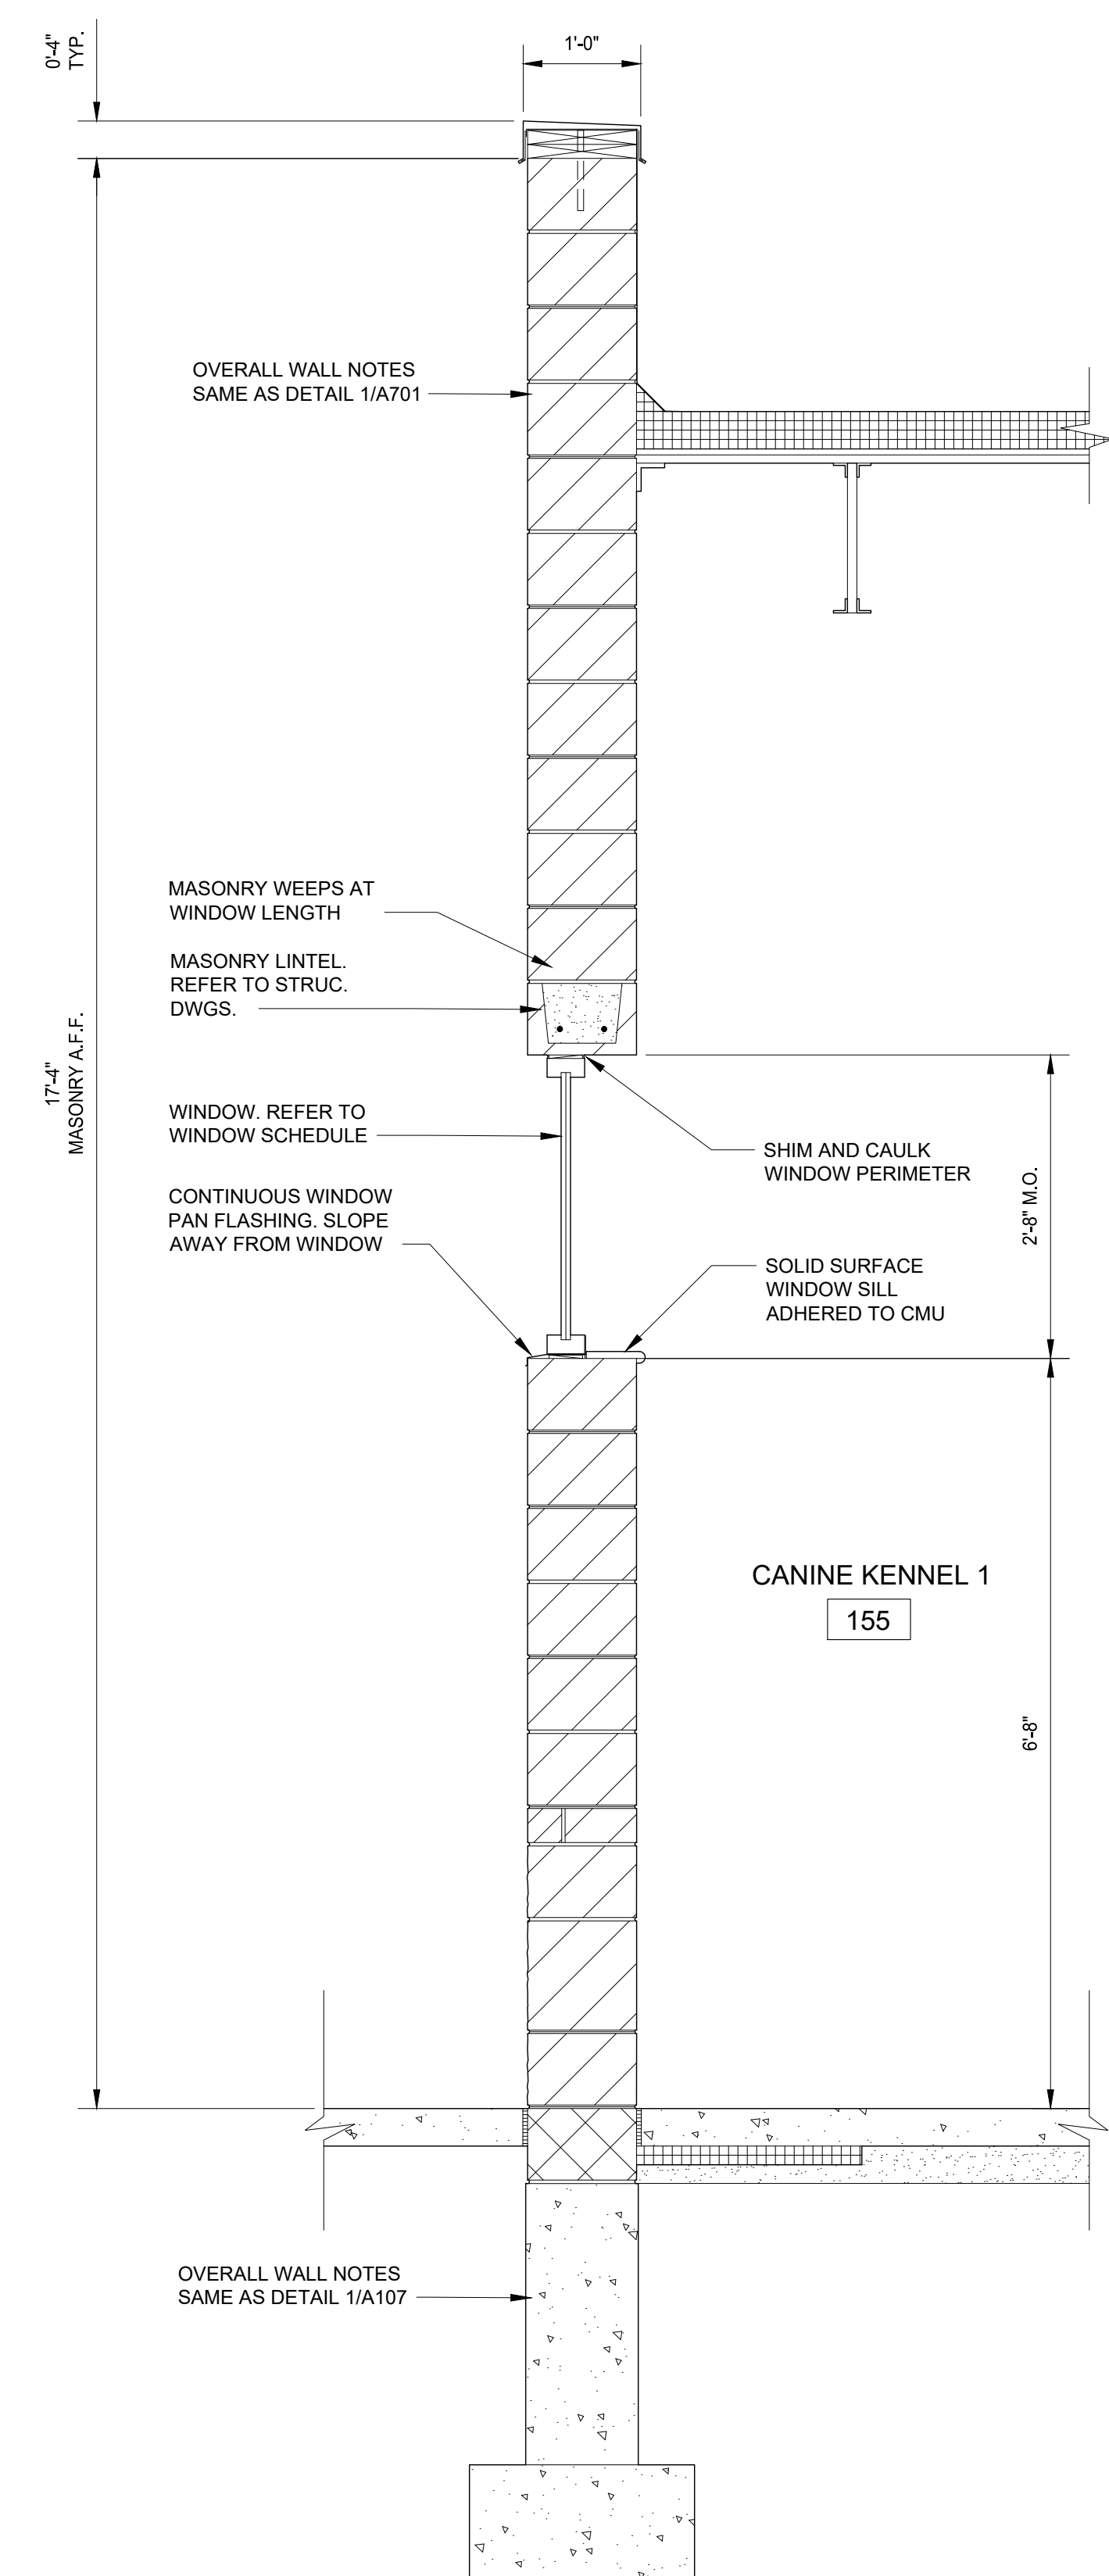 0'-4"
TYP.
1'-0"
OVERALL WALL NOTES
SAME AS DETAIL 1/A701
MASONRY WEEPS AT
WINDOW LENGTH
MASONRY LINTEL.
REFER TO STRUC.
DWGS.
17'-4"
MASONRY A.F.F.
WINDOW. REFER TO
WINDOW SCHEDULE
SHIM AND CAULK
WINDOW PERIMETER
2'-8" M.O.
CONTINUOUS WINDOW
PAN FLASHING. SLOPE
AWAY FROM WINDOW
SOLID SURFACE
WINDOW SILL
ADHERED TO CMU
CANINE KENNEL 1
155
6'-8"
OVERALL WALL NOTES
SAME AS DETAIL 1/A107